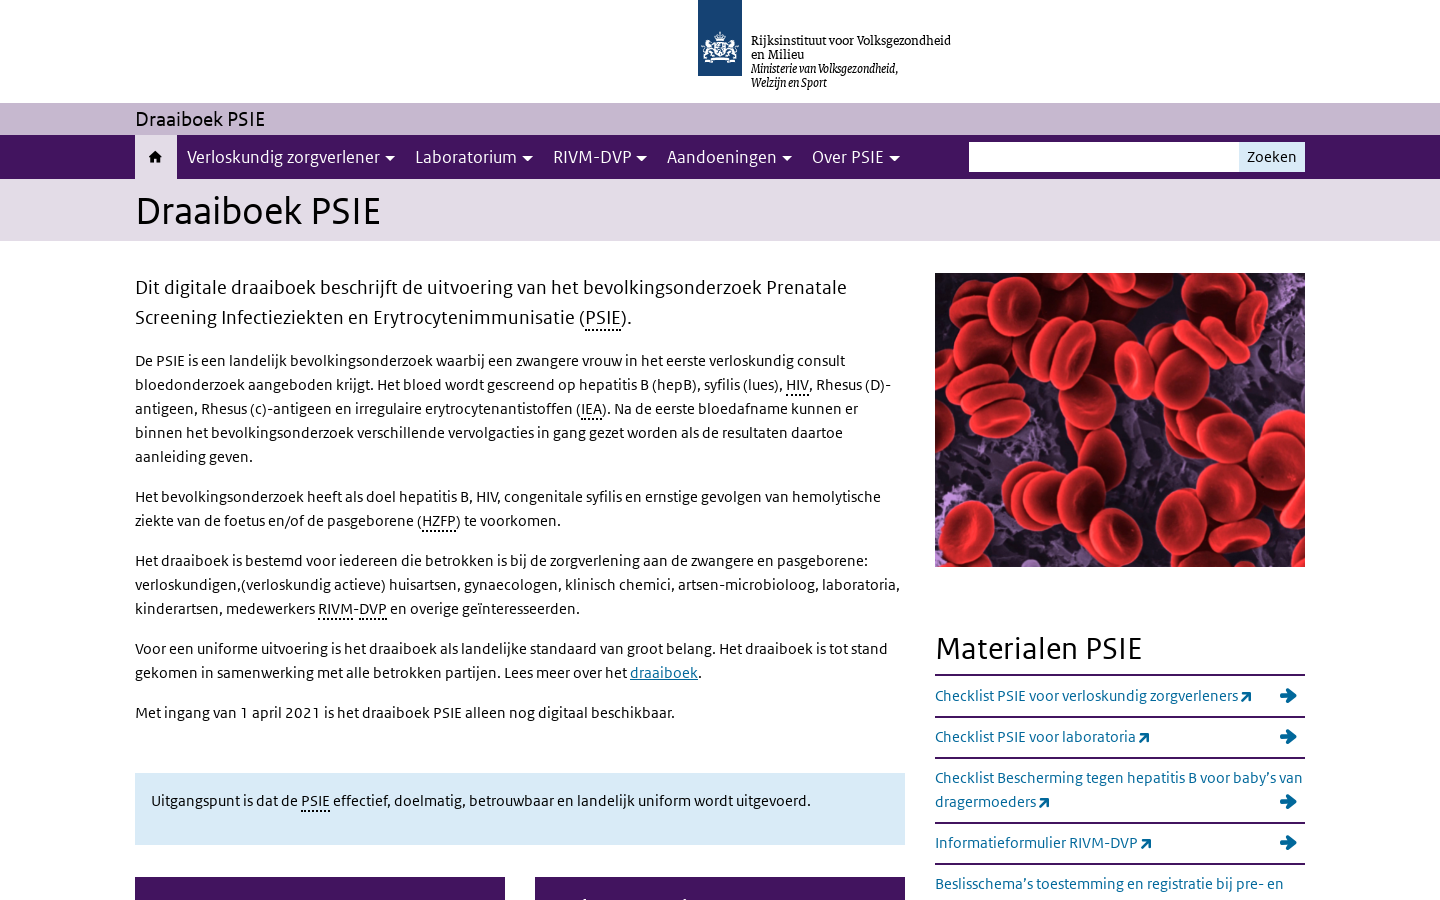 Rijksinstituut voor Volksgezondheid
en Milieu
Ministerie van Volksgezondheid,
Welzijn en Sport
Draaiboek PSIE
Verloskundig zorgverlener
Laboratorium
RIVM-DVP
Aandoeningen
Over PSIE
Zoeken
Draaiboek PSIE
Dit digitale draaiboek beschrijft de uitvoering van het bevolkingsonderzoek Prenatale
Screening Infectieziekten en Erytrocytenimmunisatie (PSIE).
De PSIE is een landelijk bevolkingsonderzoek waarbij een zwangere vrouw in het eerste verloskundig consult
bloedonderzoek aangeboden krijgt. Het bloed wordt gescreend op hepatitis B (hepB), syfilis (lues), HIV, Rhesus (D)-
antigeen, Rhesus (c)-antigeen en irregulaire erytrocytenantistoffen (IEA). Na de eerste bloedafname kunnen er
binnen het bevolkingsonderzoek verschillende vervolgacties in gang gezet worden als de resultaten daartoe
aanleiding geven.
Het bevolkingsonderzoek heeft als doel hepatitis B, HIV, congenitale syfilis en ernstige gevolgen van hemolytische
ziekte van de foetus en/of de pasgeborene (HZFP) te voorkomen.
Het draaiboek is bestemd voor iedereen die betrokken is bij de zorgverlening aan de zwangere en pasgeborene:
verloskundigen,(verloskundig actieve) huisartsen, gynaecologen, klinisch chemici, artsen-microbioloog, laboratoria,
kinderartsen, medewerkers RIVM-DVP en overige geïnteresseerden.
Voor een uniforme uitvoering is het draaiboek als landelijke standaard van groot belang. Het draaiboek is tot stand
gekomen in samenwerking met alle betrokken partijen. Lees meer over het draaiboek.
Met ingang van 1 april 2021 is het draaiboek PSIE alleen nog digitaal beschikbaar.
Uitgangspunt is dat de PSIE effectief, doelmatig, betrouwbaar en landelijk uniform wordt uitgevoerd.
Materialen PSIE
Checklist PSIE voor verloskundig zorgverleners
Checklist PSIE voor laboratoria
Checklist Bescherming tegen hepatitis B voor baby’s van
dragermoeders
Informatieformulier RIVM-DVP
Beslisschema’s toestemming en registratie bij pre- en